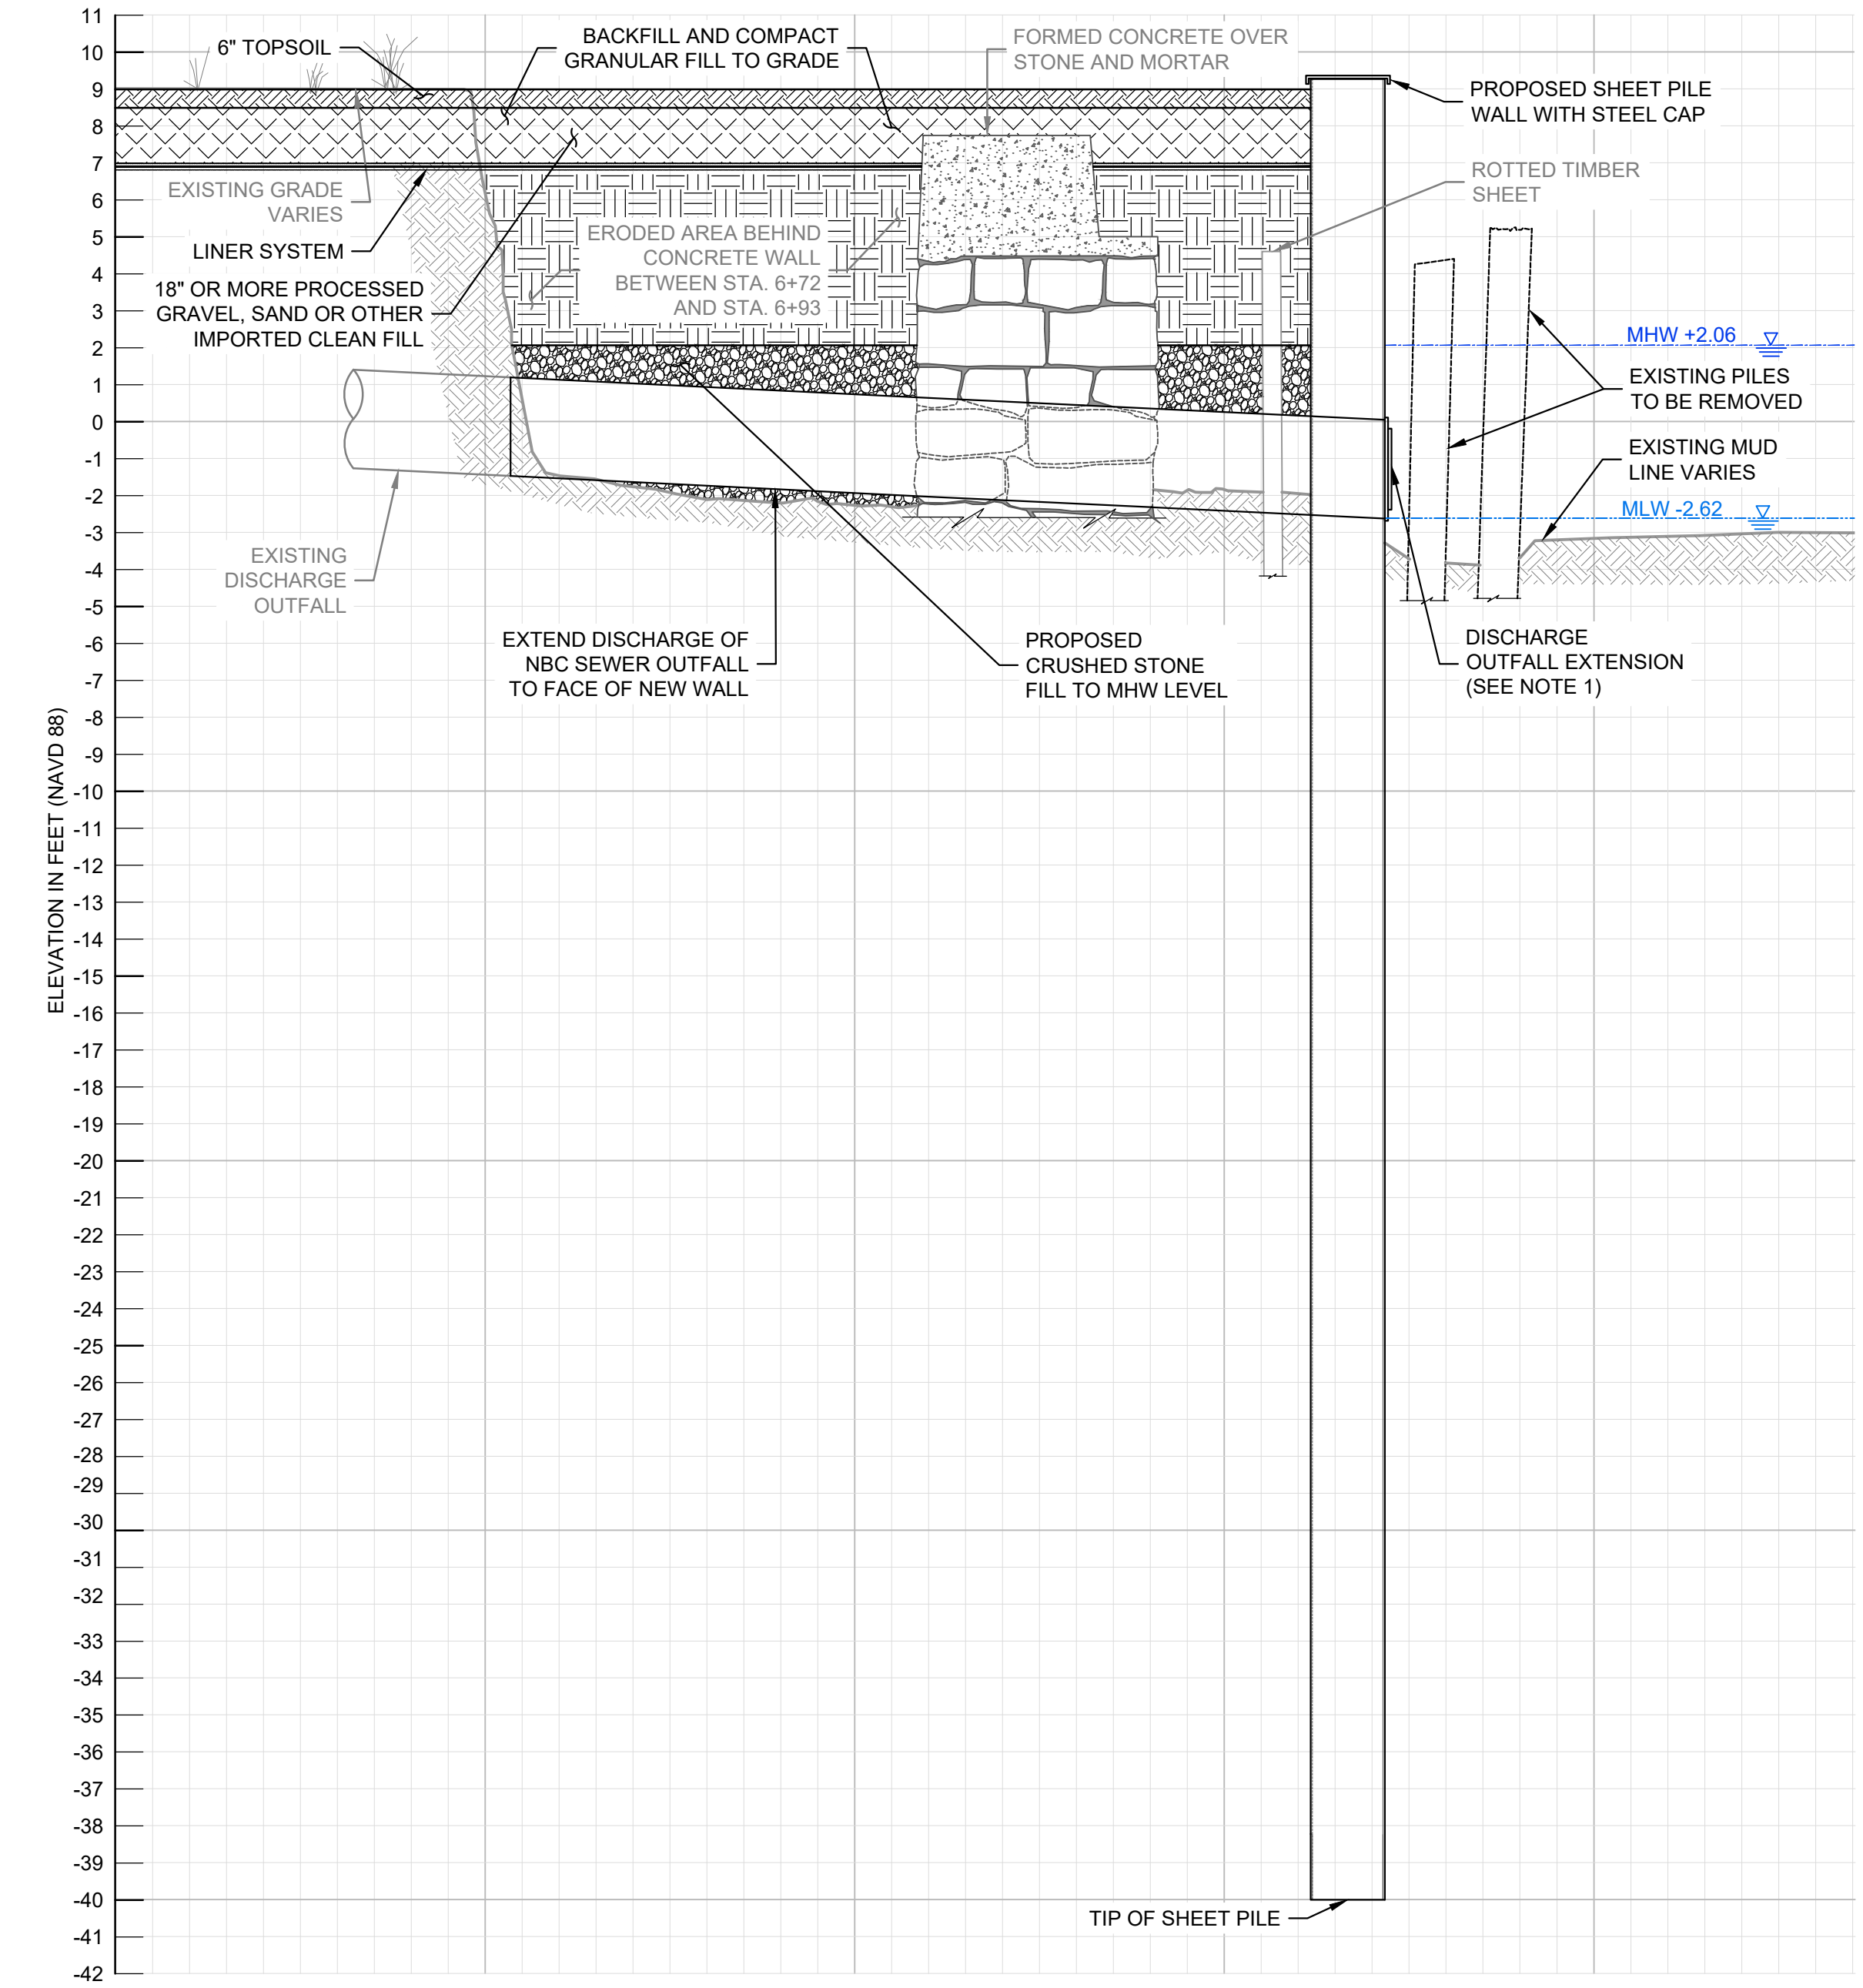 11
10
9
8
7
6
5
4
3
2
1
0
-1
-2
-3
-4
-5
-6
-7
-8
-9
-10
-11
-12
-13
-14
-15
-16
-17
-18
-19
-20
-21
-22
-23
-24
-25
-26
-27
-28
-29
-30
-31
-32
-33
-34
-35
-36
-37
-38
-39
-40
-41
-42
ELEVATION IN FEET (NAVD 88)
6" TOPSOIL
BACKFILL AND COMPACT
GRANULAR FILL TO GRADE
FORMED CONCRETE OVER
STONE AND MORTAR
PROPOSED SHEET PILE
WALL WITH STEEL CAP
ROTTED TIMBER
SHEET
EXISTING GRADE
VARIES
LINER SYSTEM
18" OR MORE PROCESSED
GRAVEL, SAND OR OTHER
IMPORTED CLEAN FILL
ERODED AREA BEHIND
CONCRETE WALL
BETWEEN STA. 6+72
AND STA. 6+93
MHW +2.06
EXISTING PILES
TO BE REMOVED
EXISTING MUD
LINE VARIES
MLW -2.62
EXISTING
DISCHARGE
OUTFALL
EXTEND DISCHARGE OF
NBC SEWER OUTFALL
TO FACE OF NEW WALL
PROPOSED
CRUSHED STONE
FILL TO MHW LEVEL
DISCHARGE
OUTFALL EXTENSION
(SEE NOTE 1)
TIP OF SHEET PILE